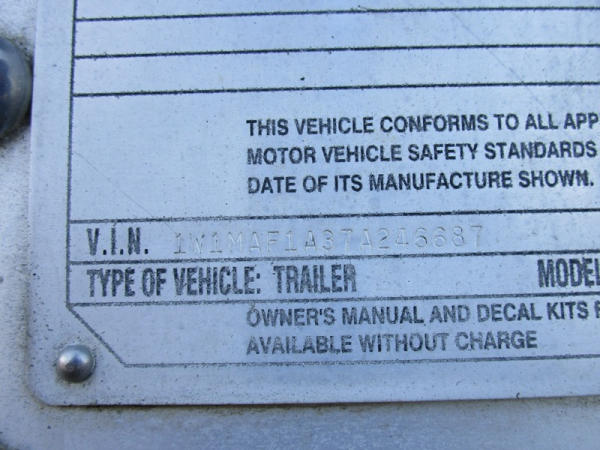 THIS VEHICLE CONFORMS TO ALL APP
MOTOR VEHICLE SAFETY STANDARDS
DATE OF ITS MANUFACTURE SHOWN.
V.I.N. 1W1MAF1A37A246687
TYPE OF VEHICLE: TRAILER MODEL
OWNER'S MANUAL AND DECAL KITS
AVAILABLE WITHOUT CHARGE